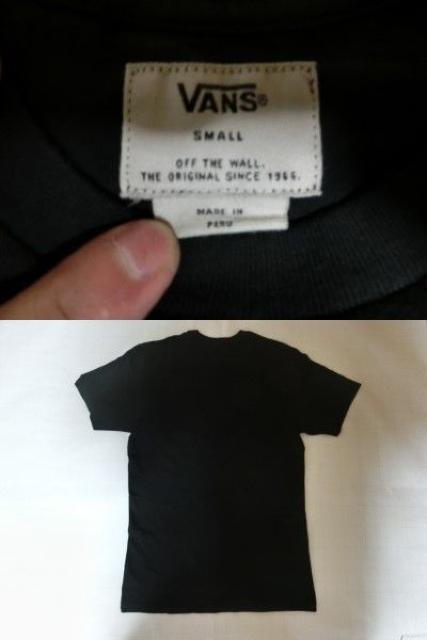 VANS®
SMALL
OFF THE WALL.
THE ORIGINAL SINCE 1966.
MADE IN
PERU